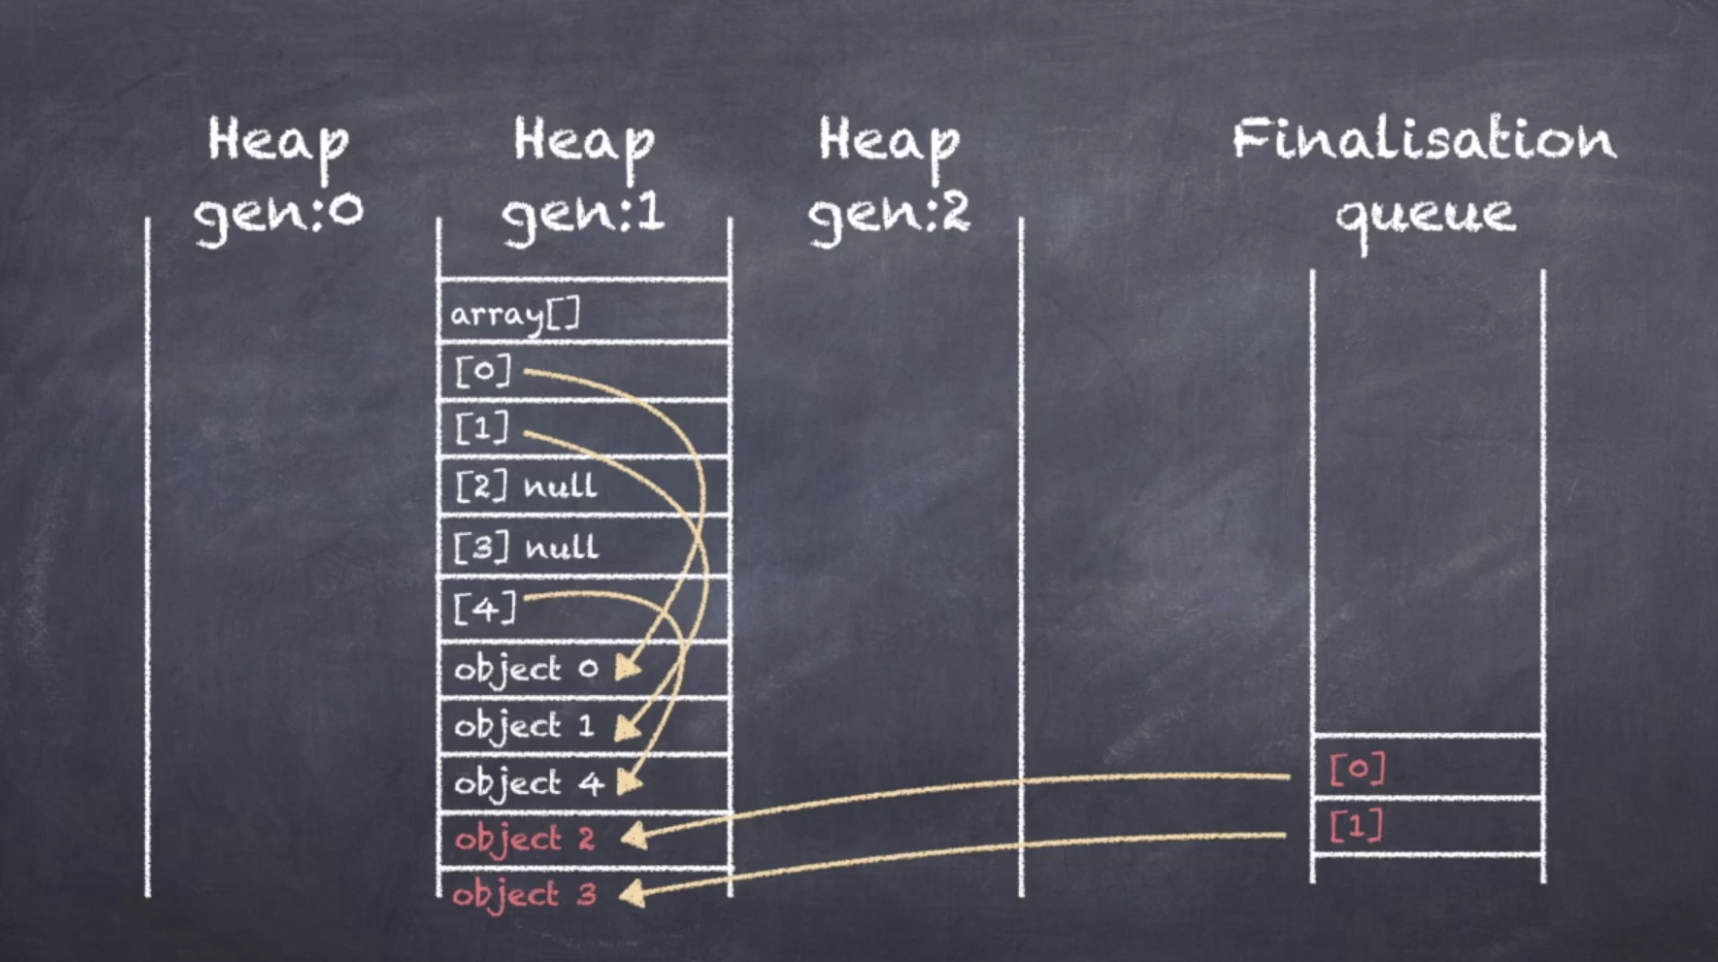 Heap
gen:0
Heap
gen:1
Heap
gen:2
Finalisation
queue
array[]
[0]
[1]
[2] null
[3] null
[4]
object 0
object 1
object 4
object 2
object 3
[0]
[1]